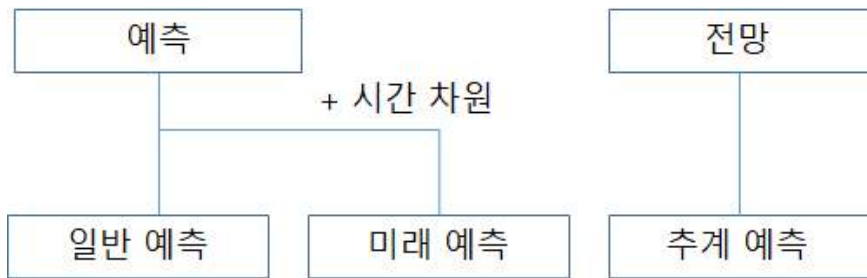 예측
전망
+ 시간 차원
일반 예측
미래 예측
추계 예측